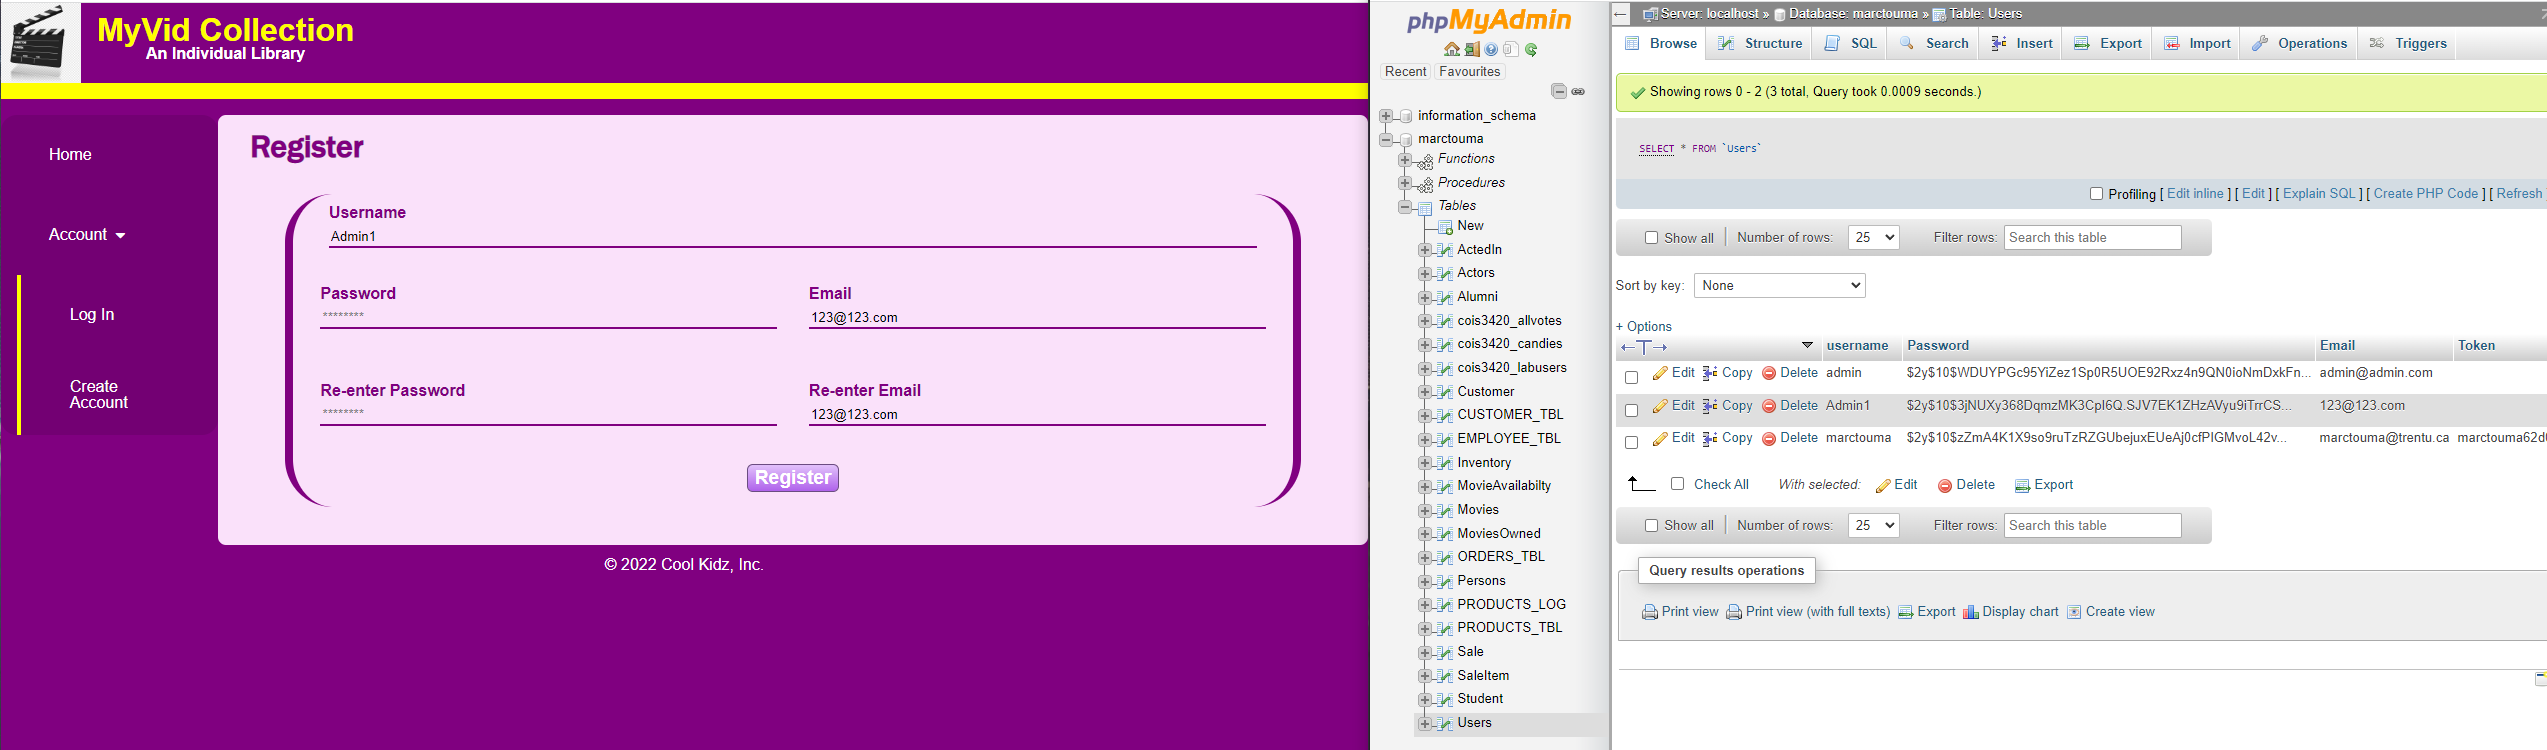 MyVid Collection
An Individual Library
Home
Account
Log In
Create
Account
Register
Username
Admin1
Password
********
Email
123@123.com
Re-enter Password
********
Re-enter Email
123@123.com
Register
© 2022 Cool Kidz, Inc.
phpMyAdmin
Recent Favourites
information_schema
marctouma
Functions
Procedures
Tables
New
ActedIn
Actors
Alumni
cois3420_allvotes
cois3420_candies
cois3420_labusers
Customer
CUSTOMER_TBL
EMPLOYEE_TBL
Inventory
MovieAvailabilty
Movies
MoviesOwned
ORDERS_TBL
Persons
PRODUCTS_LOG
PRODUCTS_TBL
Sale
SaleItem
Student
Users
Server: localhost » Database: marctouma » Table: Users
Browse Structure SQL Search Insert Export Import Operations Triggers
Showing rows 0 - 2 (3 total, Query took 0.0009 seconds.)
SELECT * FROM `Users`
Profiling [ Edit inline ] [ Edit ] [ Explain SQL ] [ Create PHP Code ] [ Refresh
Show all Number of rows: 25 Filter rows: Search this table
Sort by key: None
+ Options
←T→ username Password Email Token
Edit Copy Delete admin $2y$10$WDUYPGc95YiZez1Sp0R5UOE92Rxz4n9QN0ioNmDxkFn... admin@admin.com
Edit Copy Delete Admin1 $2y$10$3jNUXy368DqmzMK3CpI6Q.SJV7EK1ZHzAVyu9iTrrCS... 123@123.com
Edit Copy Delete marctouma $2y$10$zZmA4K1X9so9ruTzRZGUbejuxEUeAj0cfPIGMvoL42v... marctouma@trentu.ca marctouma62d
Check All With selected: Edit Delete Export
Show all Number of rows: 25 Filter rows: Search this table
Query results operations
Print view Print view (with full texts) Export Display chart Create view